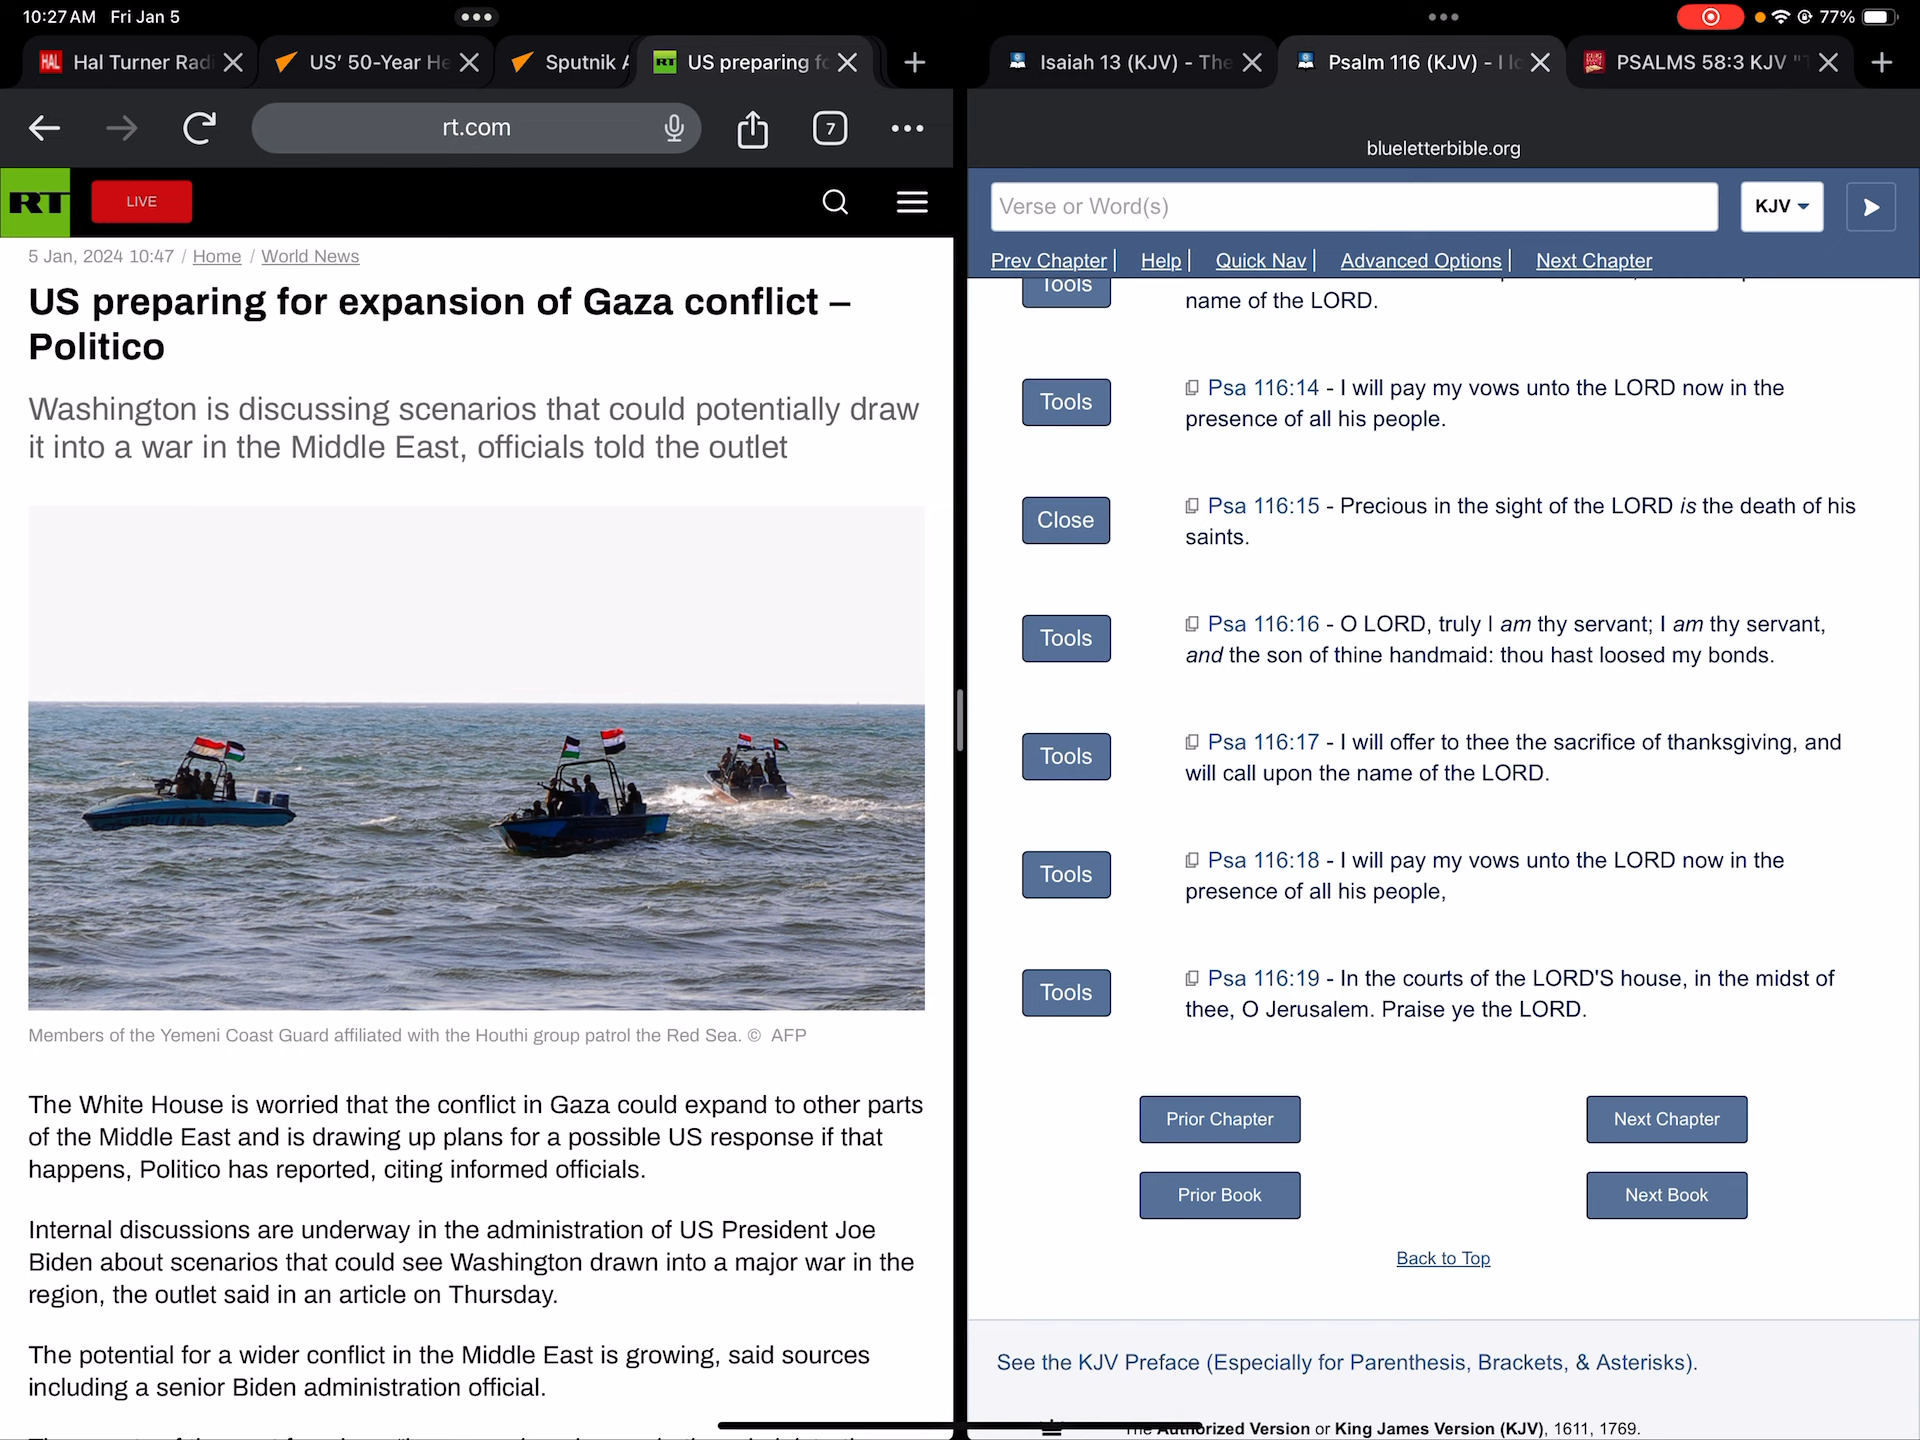 10:27 AM Fri Jan 5
77%
HAL Hal Turner Rad
US' 50-Year He
Sputnik A
RT US preparing fo
Isaiah 13 (KJV) - The
Psalm 116 (KJV) - I lo
PSALMS 58:3 KJV "T
rt.com
7
blueletterbible.org
RT LIVE
5 Jan, 2024 10:47 / Home / World News
US preparing for expansion of Gaza conflict –
Politico
Washington is discussing scenarios that could potentially draw
it into a war in the Middle East, officials told the outlet
Members of the Yemeni Coast Guard affiliated with the Houthi group patrol the Red Sea. © AFP
The White House is worried that the conflict in Gaza could expand to other parts
of the Middle East and is drawing up plans for a possible US response if that
happens, Politico has reported, citing informed officials.
Internal discussions are underway in the administration of US President Joe
Biden about scenarios that could see Washington drawn into a major war in the
region, the outlet said in an article on Thursday.
The potential for a wider conflict in the Middle East is growing, said sources
including a senior Biden administration official.
Verse or Word(s)
KJV
Prev Chapter | Help | Quick Nav | Advanced Options | Next Chapter
Tools
name of the LORD.
Tools
Psa 116:14 - I will pay my vows unto the LORD now in the
presence of all his people.
Close
Psa 116:15 - Precious in the sight of the LORD is the death of his
saints.
Tools
Psa 116:16 - O LORD, truly I am thy servant; I am thy servant,
and the son of thine handmaid: thou hast loosed my bonds.
Tools
Psa 116:17 - I will offer to thee the sacrifice of thanksgiving, and
will call upon the name of the LORD.
Tools
Psa 116:18 - I will pay my vows unto the LORD now in the
presence of all his people,
Tools
Psa 116:19 - In the courts of the LORD'S house, in the midst of
thee, O Jerusalem. Praise ye the LORD.
Prior Chapter
Next Chapter
Prior Book
Next Book
Back to Top
See the KJV Preface (Especially for Parenthesis, Brackets, & Asterisks).
The Authorized Version or King James Version (KJV), 1611, 1769.